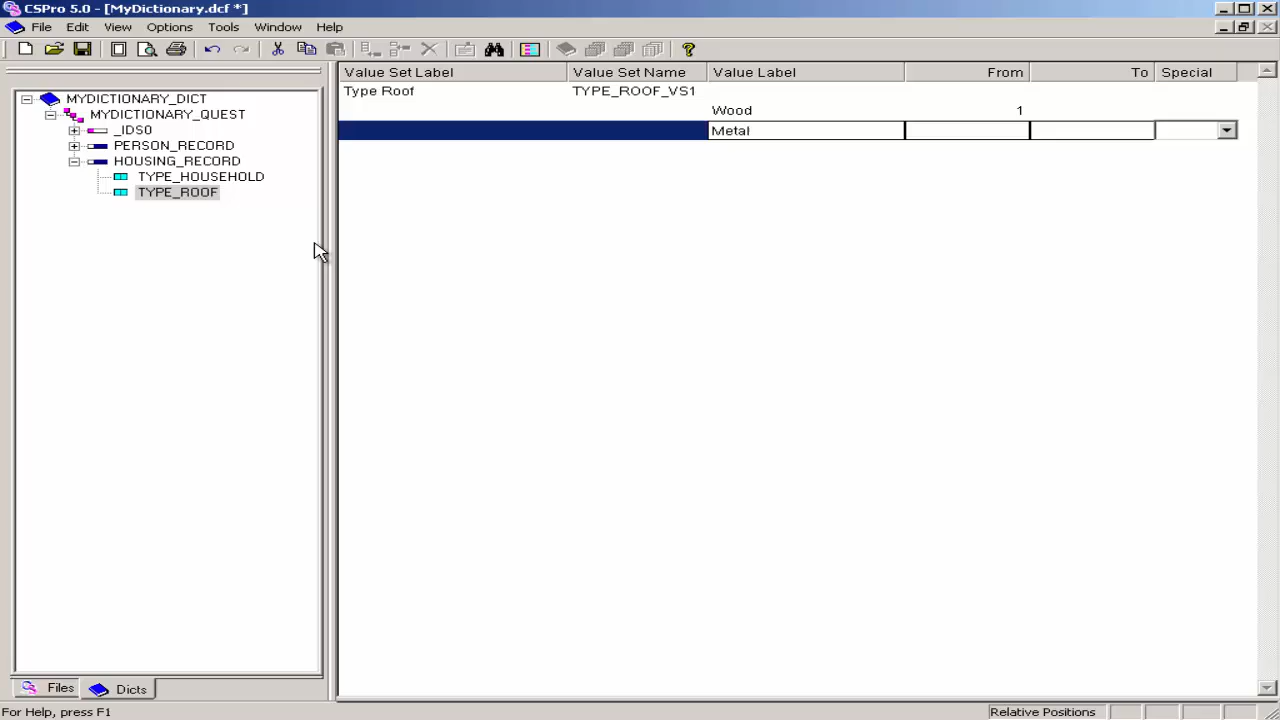 CSPro 5.0 - [MyDictionary.dcf *]
File Edit View Options Tools Window Help
Value Set Label Value Set Name Value Label From To Special
Type Roof TYPE_ROOF_VS1
Wood 1
Metal
MYDICTIONARY_DICT
MYDICTIONARY_QUEST
_IDS0
PERSON_RECORD
HOUSING_RECORD
TYPE_HOUSEHOLD
TYPE_ROOF
Files Dicts
For Help, press F1 Relative Positions